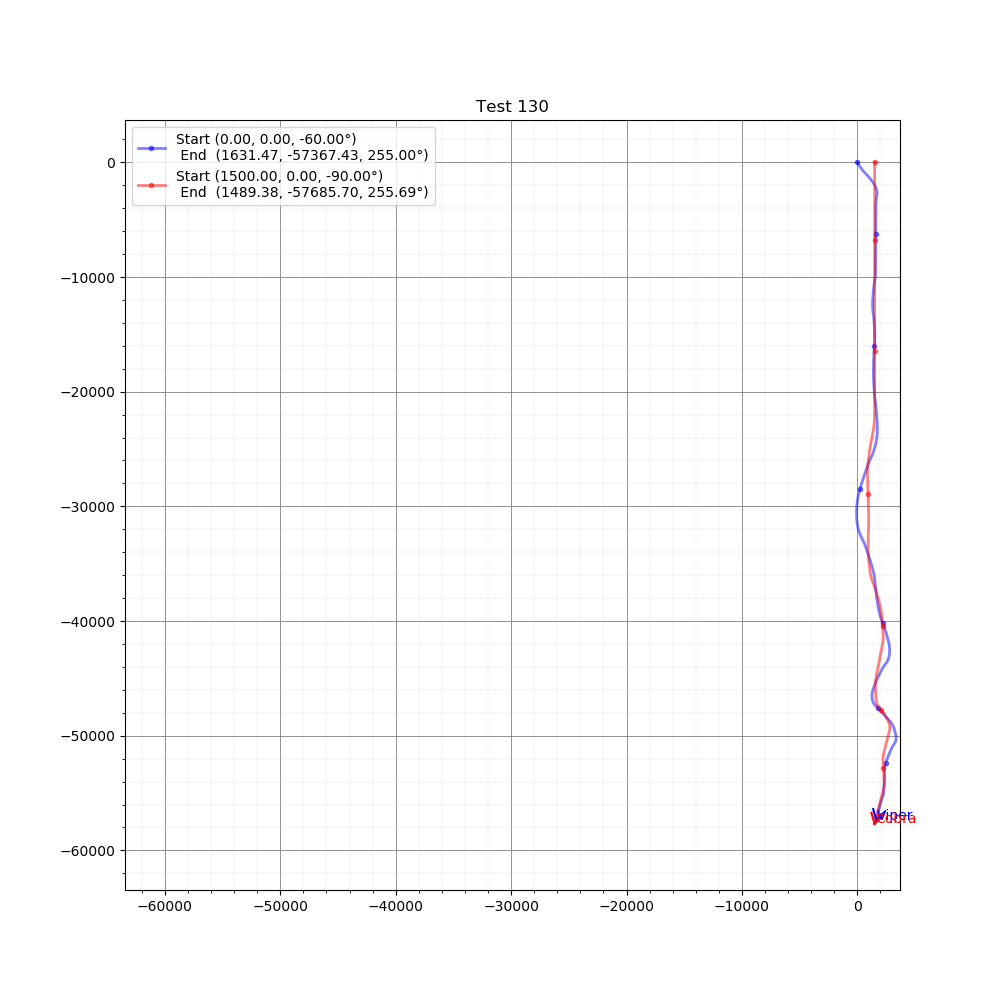 Test 130
Start (0.00, 0.00, -60.00°)
End (1631.47, -57367.43, 255.00°)
Start (1500.00, 0.00, -90.00°)
End (1489.38, -57685.70, 255.69°)
0
−10000
−20000
−30000
−40000
−50000
−60000
Viper
Cobra
−60000
−50000
−40000
−30000
−20000
−10000
0